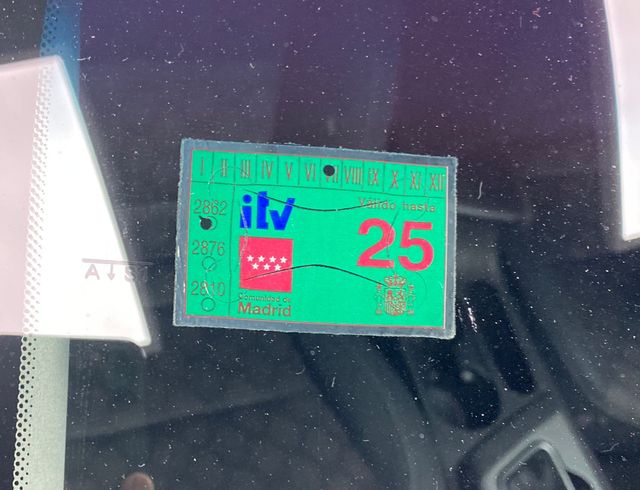 I II III IV V VI VII VIII IX X XI XII
2862
itv
Válido hasta
25
2876
2810
Comunidad de
Madrid
A↓S1